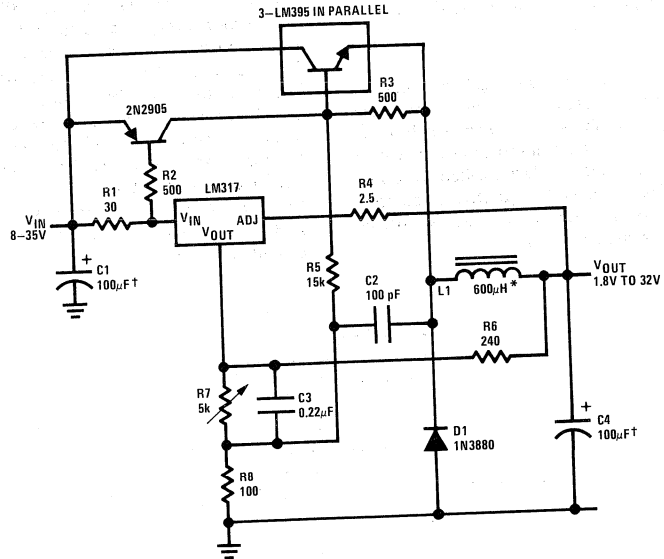 3–LM395 IN PARALLEL
2N2905
R3
500
R2
500
LM317
R1
30
R4
2.5
VIN
8–35V
VIN
ADJ
VOUT
+
C1
100μF†
R5
15k
C2
100 pF
L1
600μH*
VOUT
1.8V TO 32V
R6
240
R7
5k
C3
0.22μF
D1
1N3880
+
C4
100μF†
R8
100